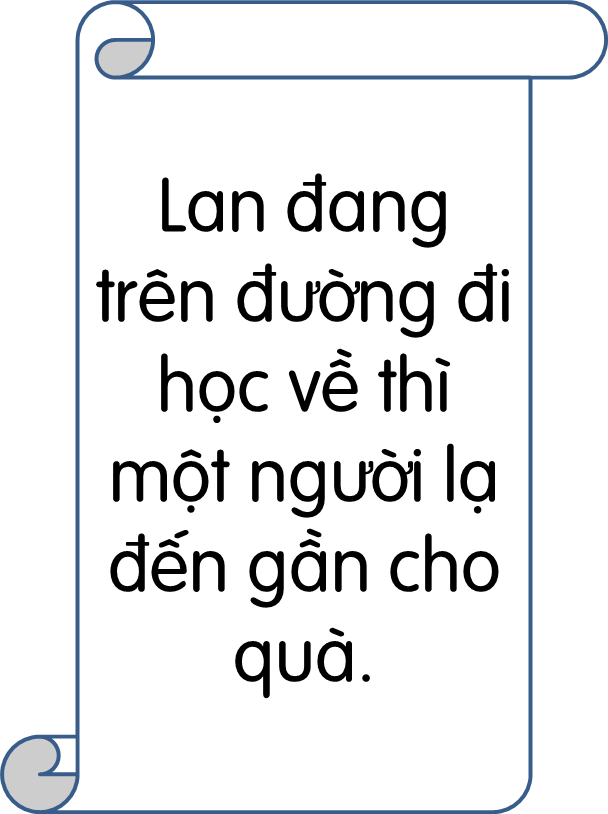 Lan đang
trên đường đi
học về thì
một người lạ
đến gần cho
quà.